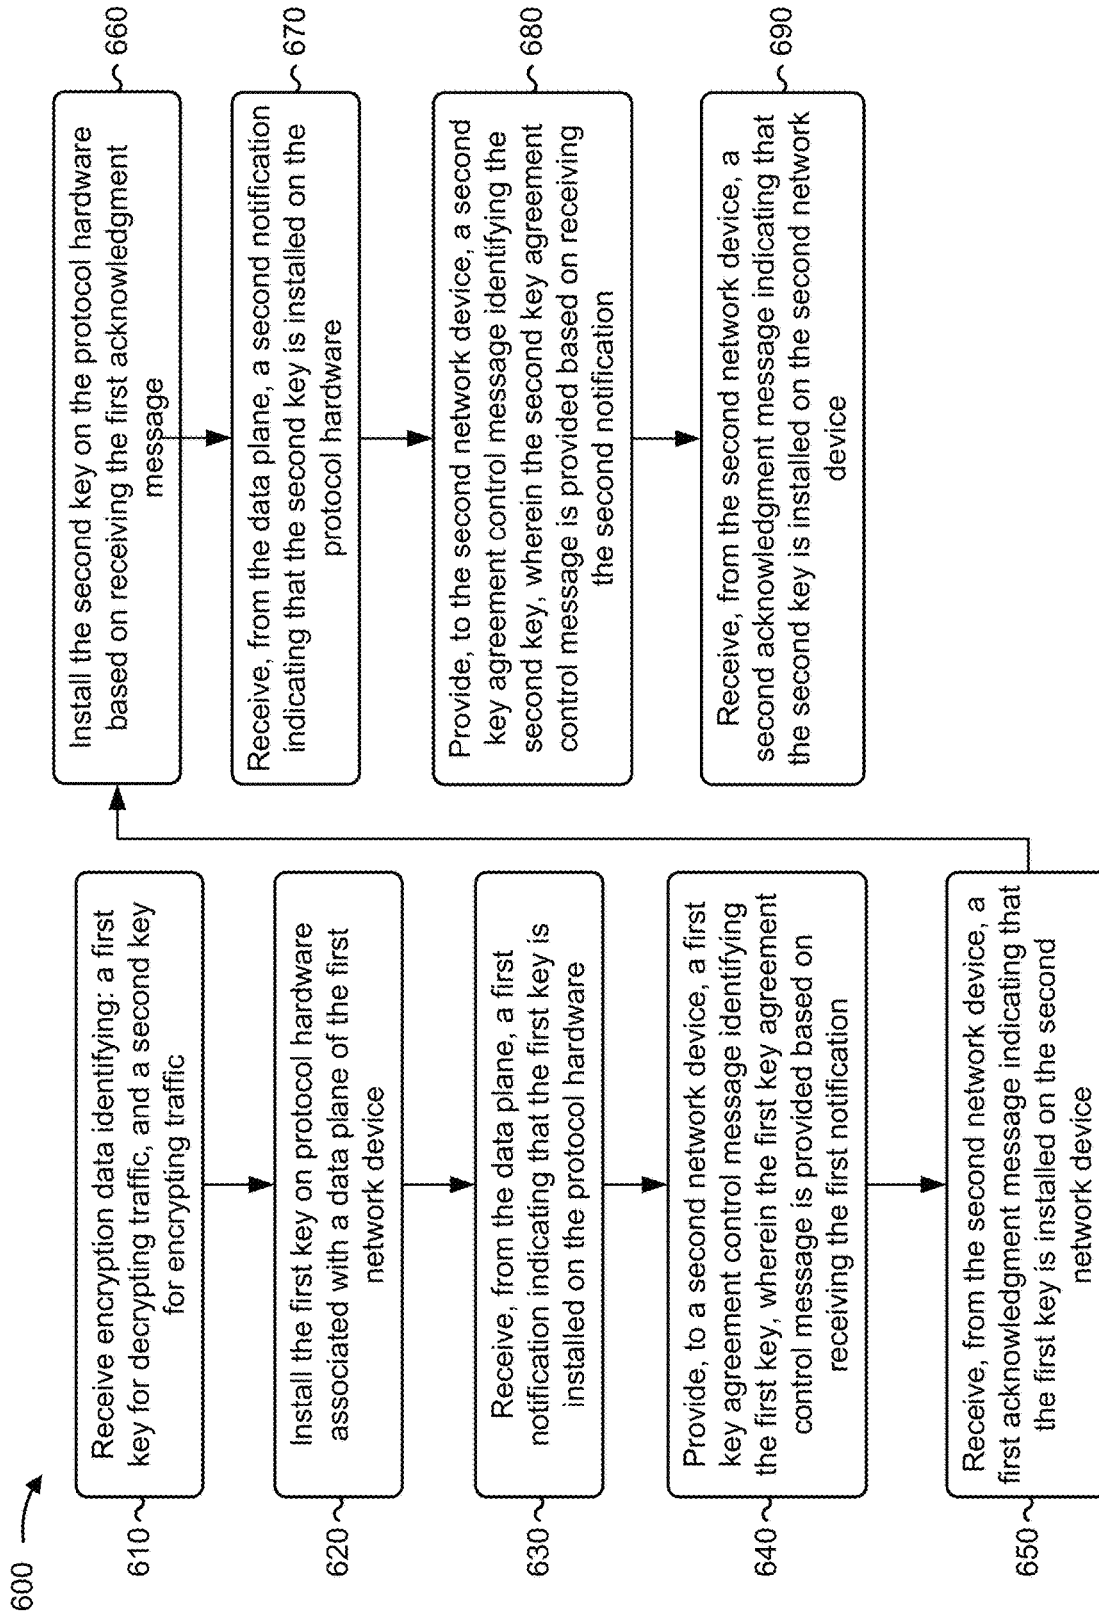 600
610
Receive encryption data identifying: a first
key for decrypting traffic, and a second key
for encrypting traffic
620
Install the first key on protocol hardware
associated with a data plane of the first
network device
630
Receive, from the data plane, a first
notification indicating that the first key is
installed on the protocol hardware
640
Provide, to a second network device, a first
key agreement control message identifying
the first key, wherein the first key agreement
control message is provided based on
receiving the first notification
650
Receive, from the second network device, a
first acknowledgment message indicating that
the first key is installed on the second
network device
660
Install the second key on the protocol hardware
based on receiving the first acknowledgment
message
670
Receive, from the data plane, a second notification
indicating that the second key is installed on the
protocol hardware
680
Provide, to the second network device, a second
key agreement control message identifying the
second key, wherein the second key agreement
control message is provided based on receiving
the second notification
690
Receive, from the second network device, a
second acknowledgment message indicating that
the second key is installed on the second network
device